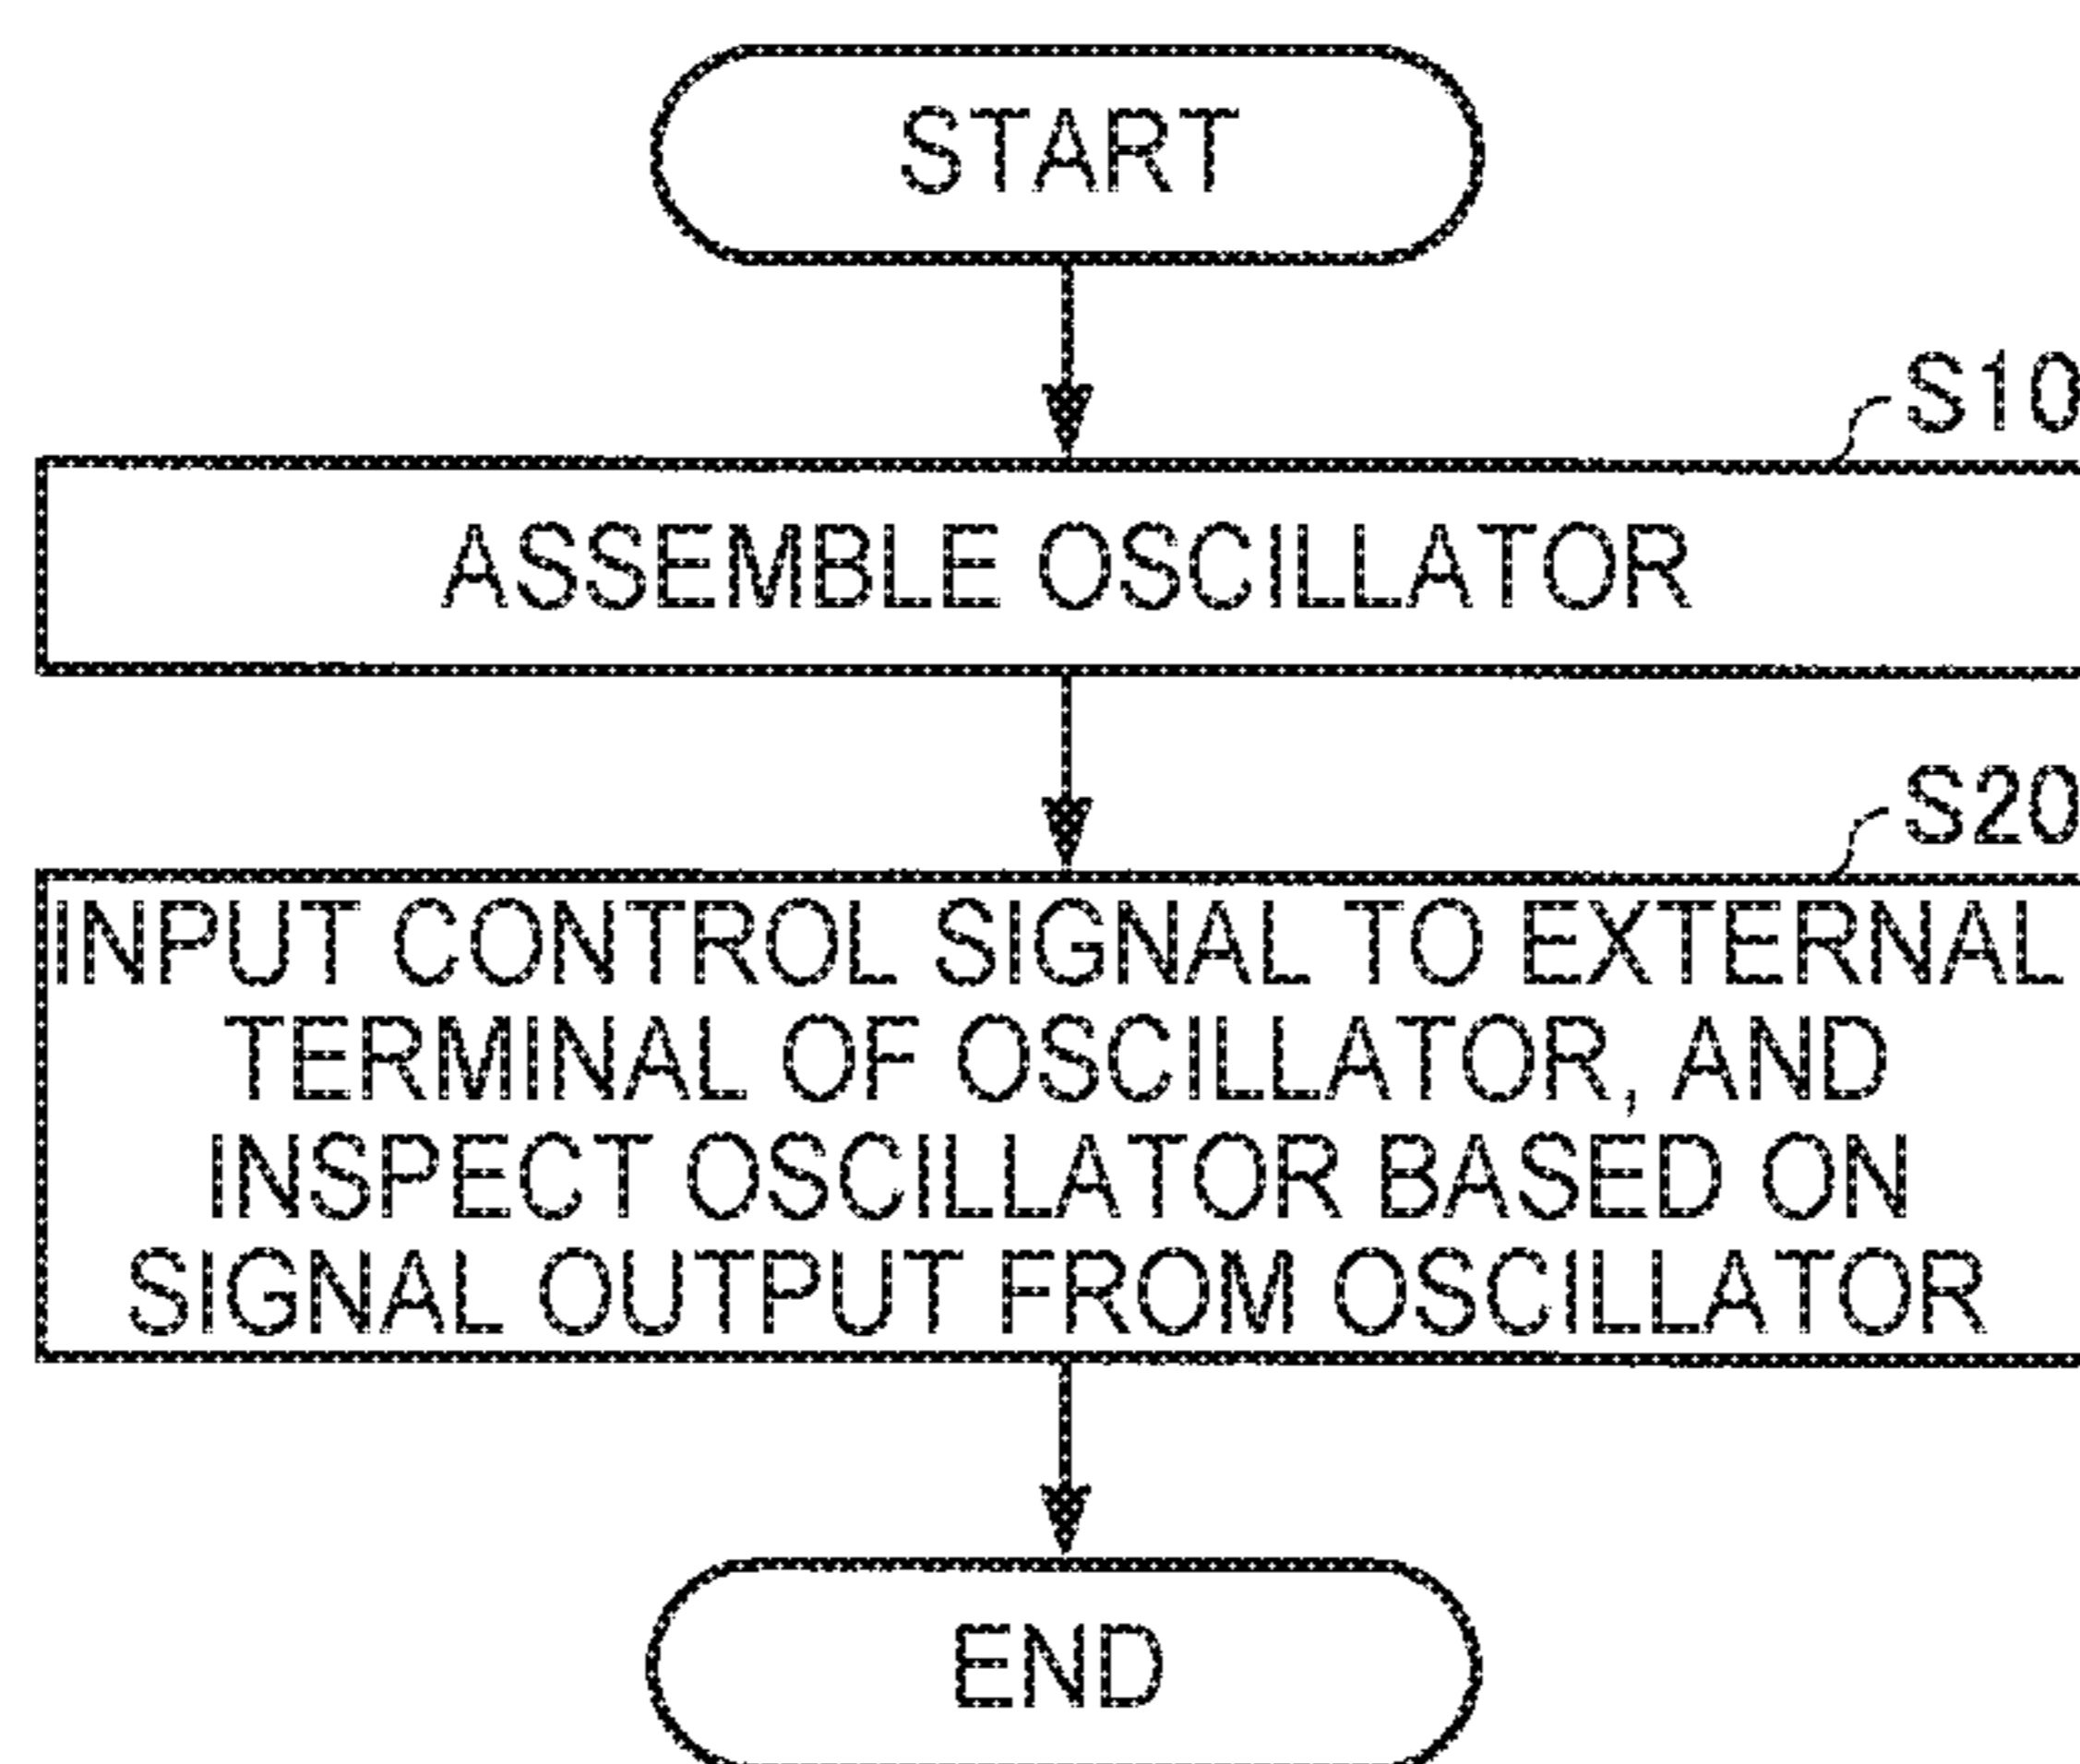 START
S10
ASSEMBLE OSCILLATOR
S20
INPUT CONTROL SIGNAL TO EXTERNAL
TERMINAL OF OSCILLATOR, AND
INSPECT OSCILLATOR BASED ON
SIGNAL OUTPUT FROM OSCILLATOR
END